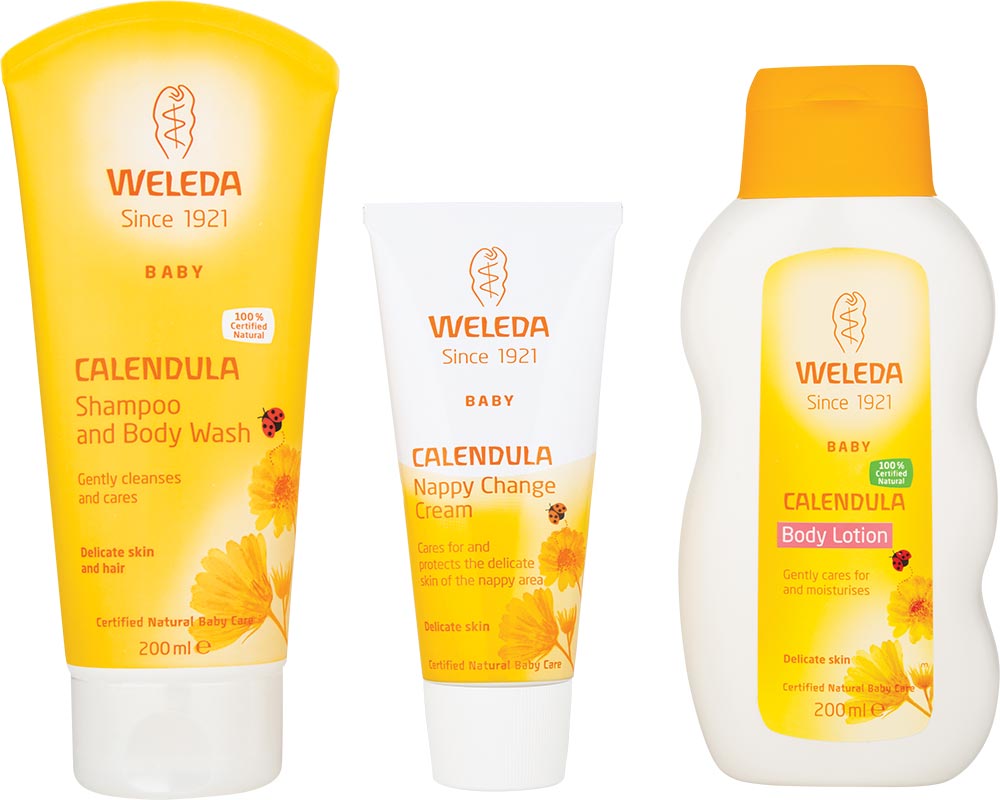 WELEDA
Since 1921
BABY
100%
Certified
Natural
CALENDULA
Shampoo
and Body Wash
Gently cleanses
and cares
Delicate skin
and hair
Certified Natural Baby Care
200 ml ℮
WELEDA
Since 1921
BABY
CALENDULA
Nappy Change
Cream
Cares for and
protects the delicate
skin of the nappy area
Delicate skin
Certified Natural Baby Care
WELEDA
Since 1921
BABY
100%
Certified
Natural
CALENDULA
Body Lotion
Gently cares for
and moisturises
Delicate skin
Certified Natural Baby Care
200 ml ℮